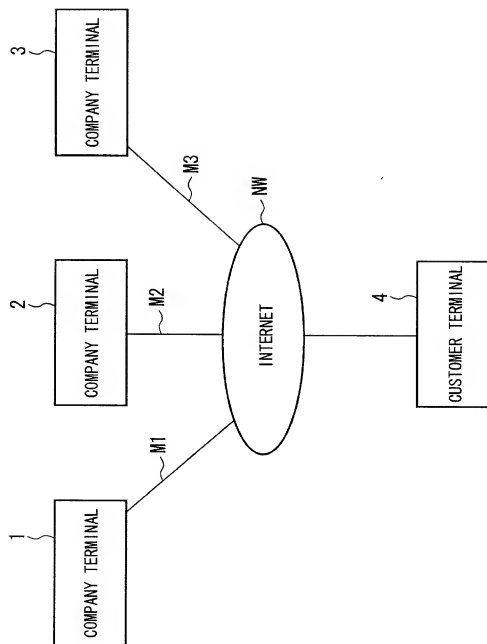 1
COMPANY TERMINAL
2
COMPANY TERMINAL
3
COMPANY TERMINAL
M1
M2
M3
NW
INTERNET
4
CUSTOMER TERMINAL